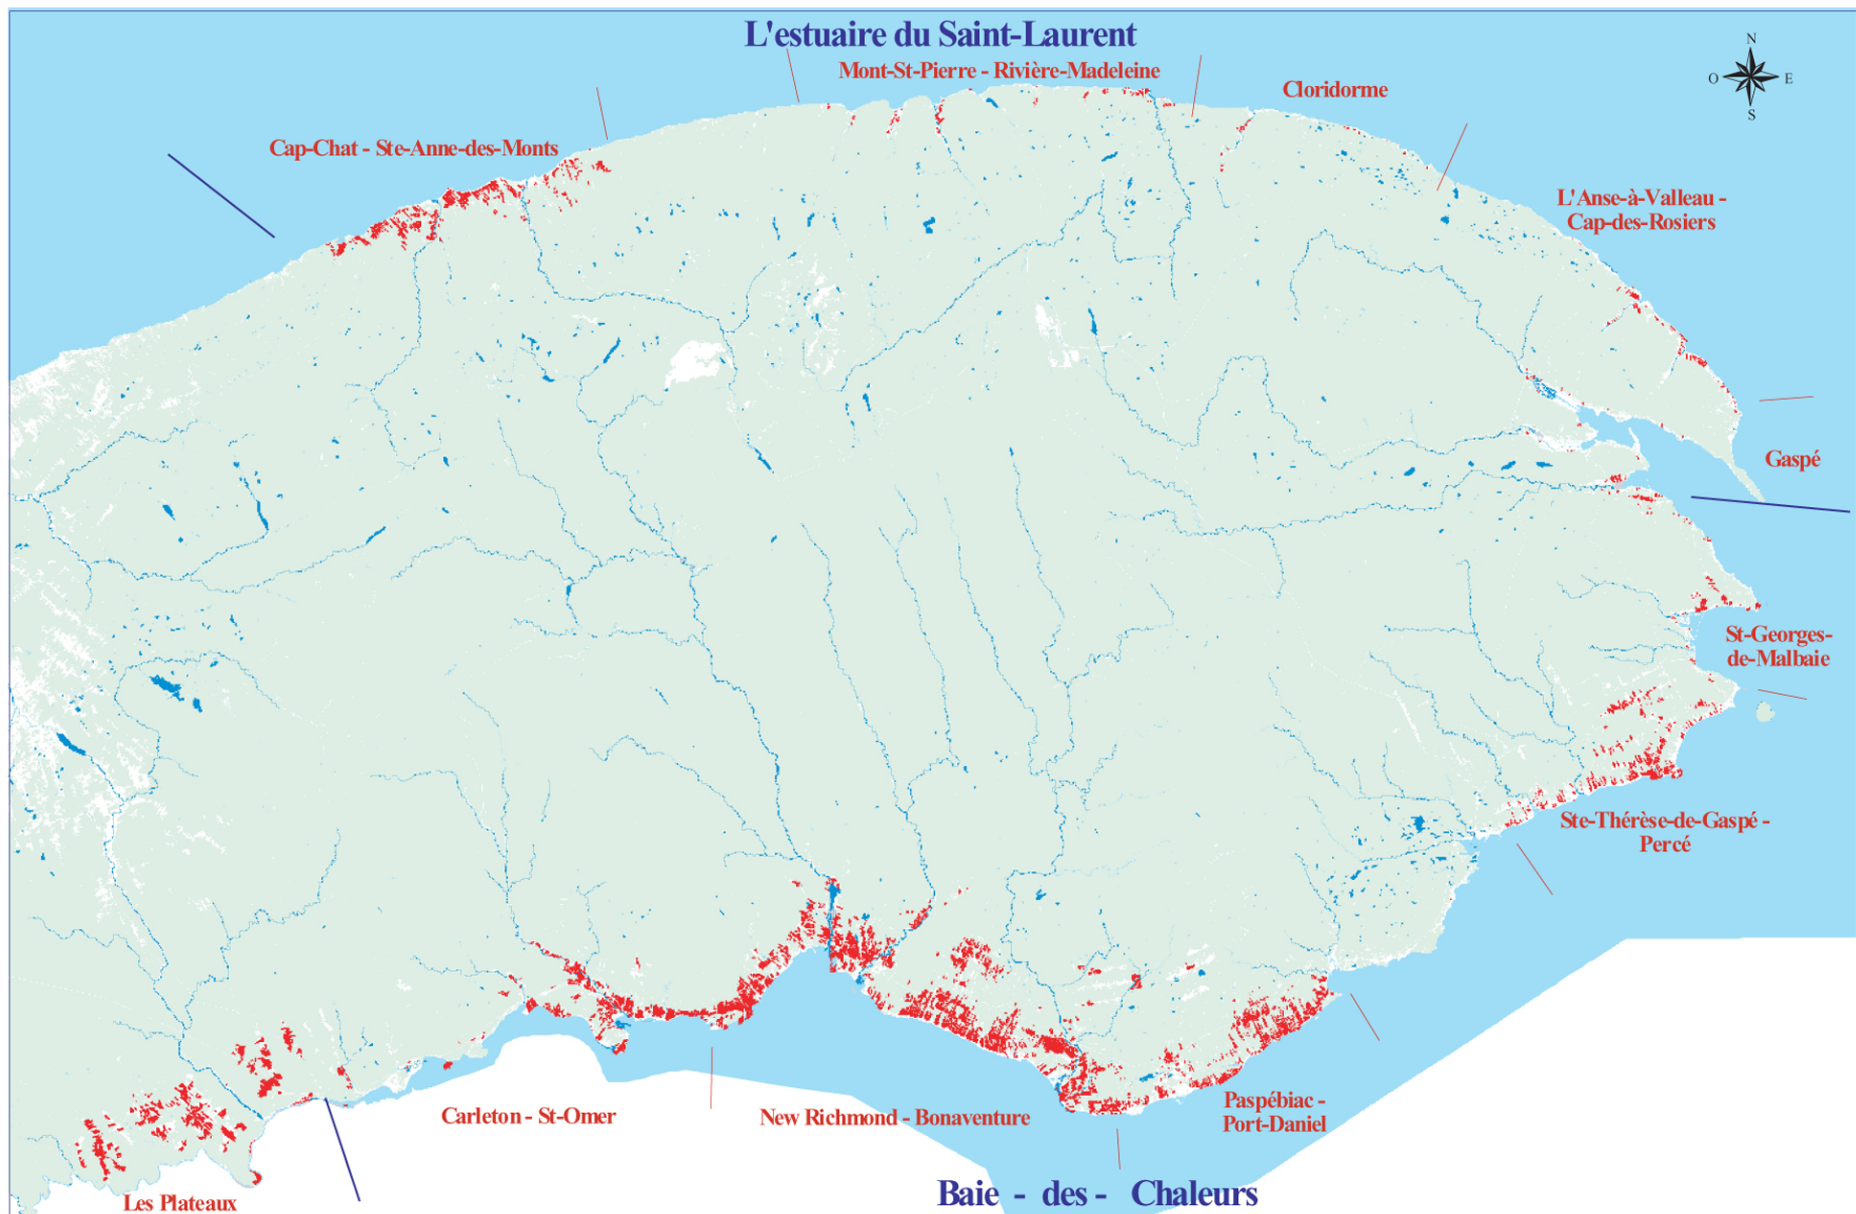 L'estuaire du Saint-Laurent
Mont-St-Pierre - Rivière-Madeleine
Cloridorme
N
O
E
S
Cap-Chat - Ste-Anne-des-Monts
L'Anse-à-Valleau -
Cap-des-Rosiers
Gaspé
St-Georges-
de-Malbaie
Ste-Thérèse-de-Gaspé -
Percé
Paspébiac -
Port-Daniel
New Richmond - Bonaventure
Carleton - St-Omer
Les Plateaux
Baie - des - Chaleurs